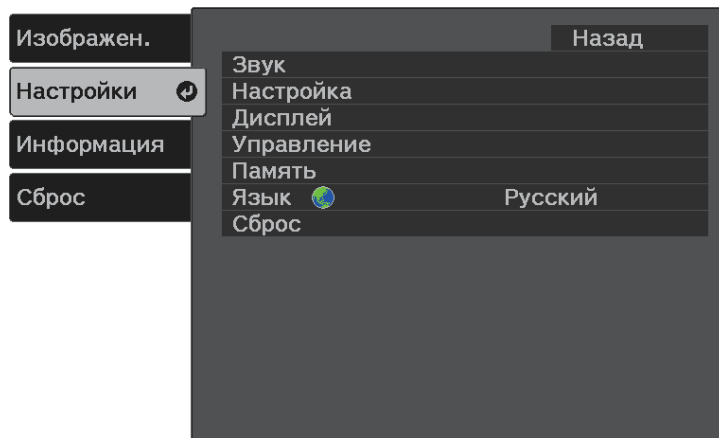 Изображен.
Настройки
Информация
Сброс
Назад
Звук
Настройка
Дисплей
Управление
Память
Язык Русский
Сброс